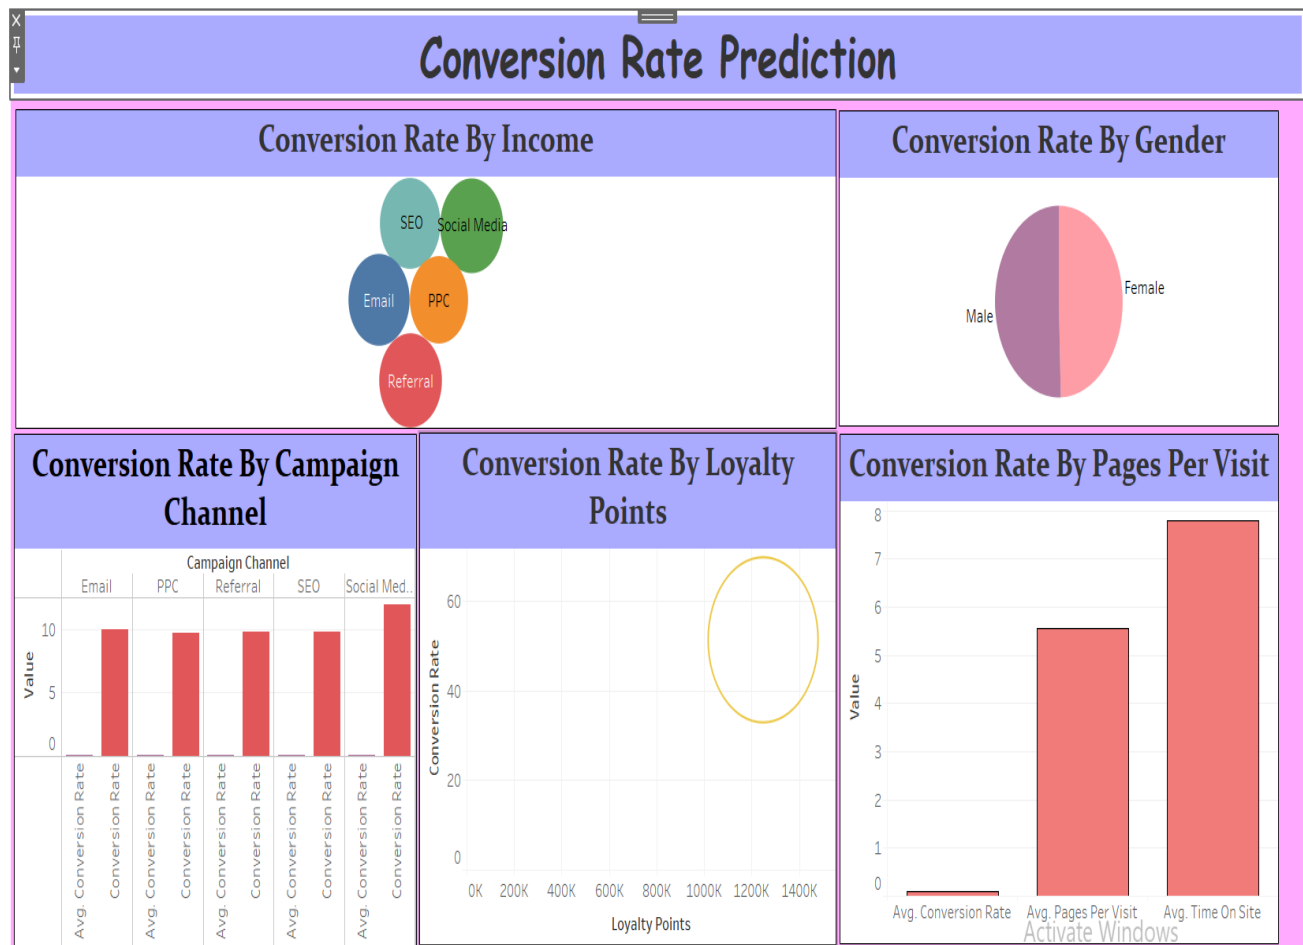 Conversion Rate Prediction
Conversion Rate By Income
SEO
Social Media
Email
PPC
Referral
Conversion Rate By Gender
Male
Female
Conversion Rate By Campaign
Channel
Campaign Channel
Email PPC Referral SEO Social Med..
Value
10
5
0
Avg. Conversion Rate
Conversion Rate
Avg. Conversion Rate
Conversion Rate
Avg. Conversion Rate
Conversion Rate
Avg. Conversion Rate
Conversion Rate
Avg. Conversion Rate
Conversion Rate
Conversion Rate By Loyalty
Points
Conversion Rate
60
40
20
0
0K 200K 400K 600K 800K 1000K 1200K 1400K
Loyalty Points
Conversion Rate By Pages Per Visit
Value
8
7
6
5
4
3
2
1
0
Avg. Conversion Rate Avg. Pages Per Visit Avg. Time On Site
Activate Windows